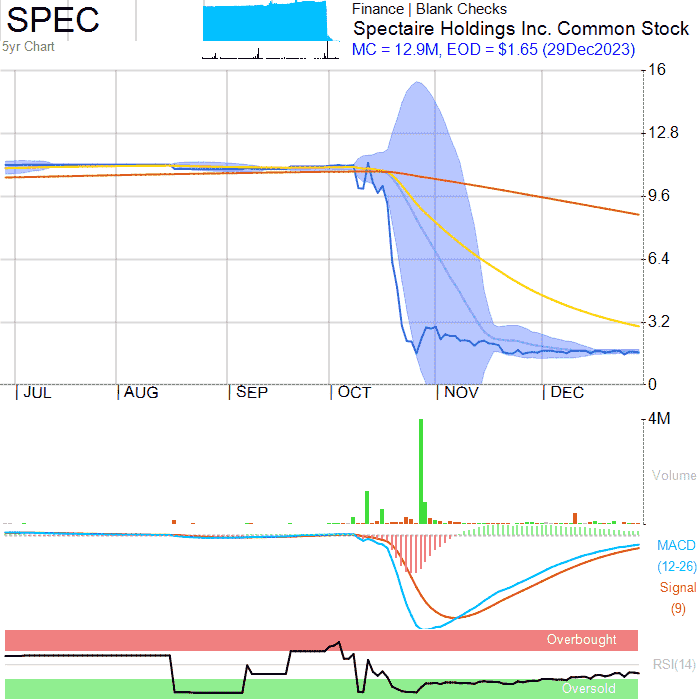 SPEC
5yr Chart
Finance | Blank Checks
Spectaire Holdings Inc. Common Stock
MC = 12.9M, EOD = $1.65 (29Dec2023)
16
12.8
9.6
6.4
3.2
0
JUL AUG SEP OCT NOV DEC
4M
Volume
MACD
(12-26)
Signal
(9)
Overbought
RSI(14)
Oversold